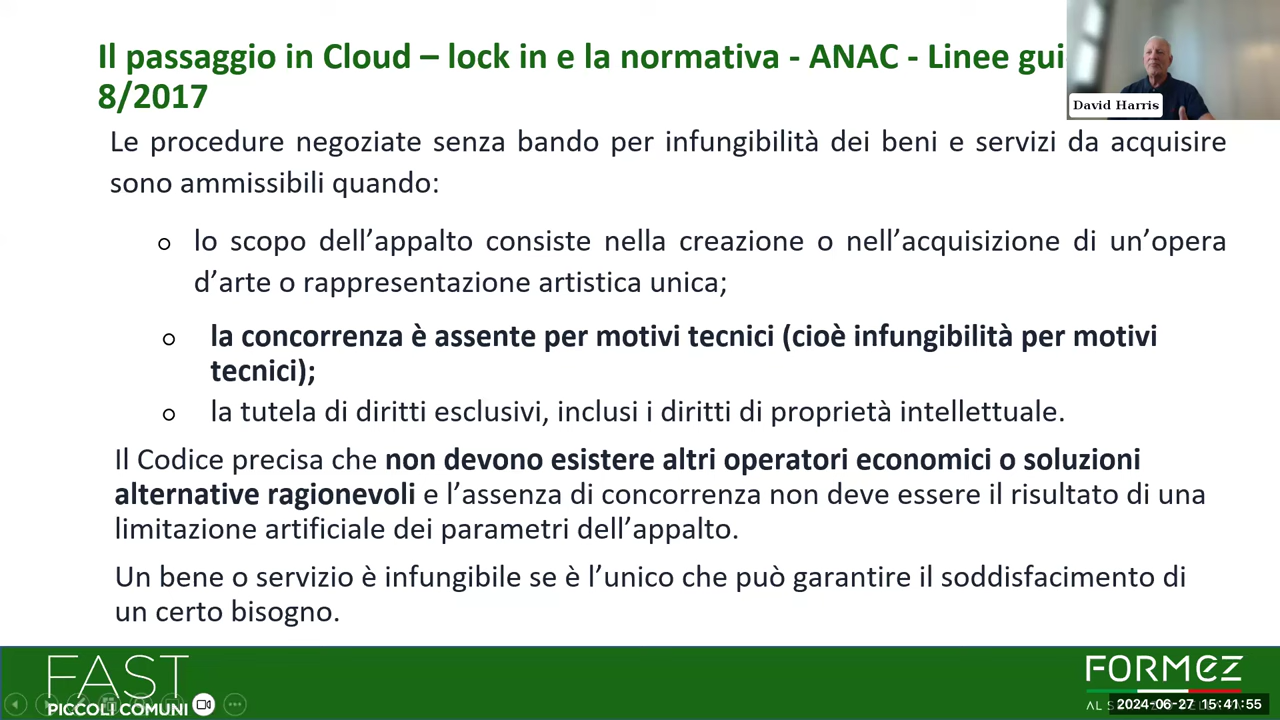 Il passaggio in Cloud – lock in e la normativa - ANAC - Linee
8/2017
David Harris
Le procedure negoziate senza bando per infungibilità dei beni e servizi da acquisire
sono ammissibili quando:
lo scopo dell’appalto consiste nella creazione o nell’acquisizione di un’opera
d’arte o rappresentazione artistica unica;
la concorrenza è assente per motivi tecnici (cioè infungibilità per motivi
tecnici);
la tutela di diritti esclusivi, inclusi i diritti di proprietà intellettuale.
Il Codice precisa che non devono esistere altri operatori economici o soluzioni
alternative ragionevoli e l’assenza di concorrenza non deve essere il risultato di una
limitazione artificiale dei parametri dell’appalto.
Un bene o servizio è infungibile se è l’unico che può garantire il soddisfacimento di
un certo bisogno.
FAST
PICCOLI COMUNI
FORMEZ
2024-06-27 15:41:55